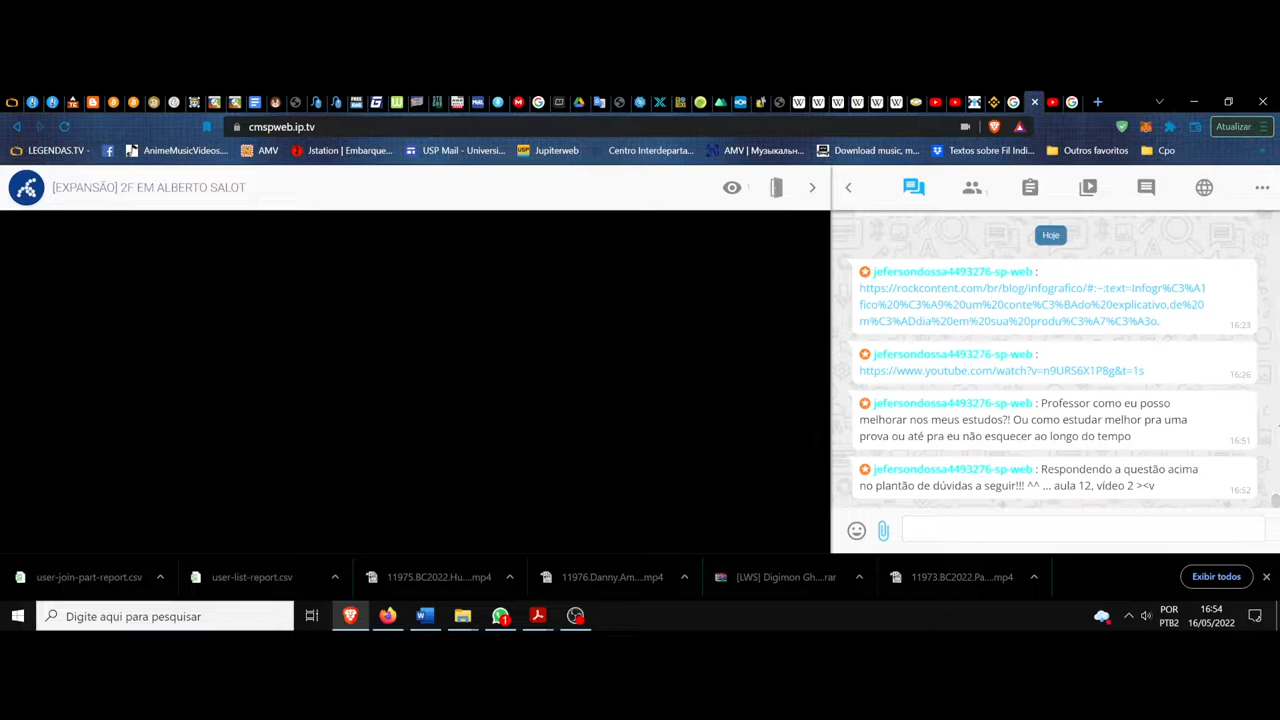 cmspweb.ip.tv
Atualizar
LEGENDAS.TV
AnimeMusicVideos...
AMV
Jstation | Embarque...
USP Mail - Universi...
Jupiterweb
Centro Interdeparta...
AMV | Музыкальн...
Download music, m...
Textos sobre Fil Indi...
Outros favoritos
Cpo
[EXPANSÃO] 2F EM ALBERTO SALOT
1
1
Hoje
jefersondossa4493276-sp-web :
https://rockcontent.com/br/blog/infografico/#:~:text=Infogr%C3%A1
fico%20%C3%A9%20um%20conte%C3%BAdo%20explicativo,de%20
m%C3%ADdia%20em%20sua%20produ%C3%A7%C3%A3o.
16:23
jefersondossa4493276-sp-web :
https://www.youtube.com/watch?v=n9URS6X1P8g&t=1s
16:26
jefersondossa4493276-sp-web : Professor como eu posso
melhorar nos meus estudos?! Ou como estudar melhor pra uma
prova ou até pra eu não esquecer ao longo do tempo
16:51
jefersondossa4493276-sp-web : Respondendo a questão acima
no plantão de dúvidas a seguir!!! ^^ ... aula 12, vídeo 2 ><v
16:52
user-join-part-report.csv
user-list-report.csv
11975.BC2022.Hu....mp4
11976.Danny.Am....mp4
[LWS] Digimon Gh....rar
11973.BC2022.Pa....mp4
Exibir todos
Digite aqui para pesquisar
1
POR
PTB2
16:54
16/05/2022